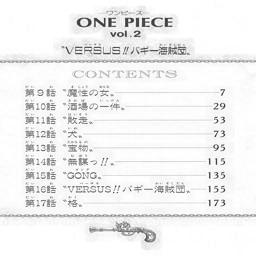 ワンピース
ONE PIECE
vol.2
"VERSUS!!バギー海賊団"
CONTENTS
第9話 "魔性の女" 7
第10話 "酒場の一件" 29
第11話 "敗走" 53
第12話 "犬" 73
第13話 "宝物" 95
第14話 "無謀っ!!" 115
第15話 "GONG" 135
第16話 "VERSUS!!バギー海賊団" 155
第17話 "格" 173